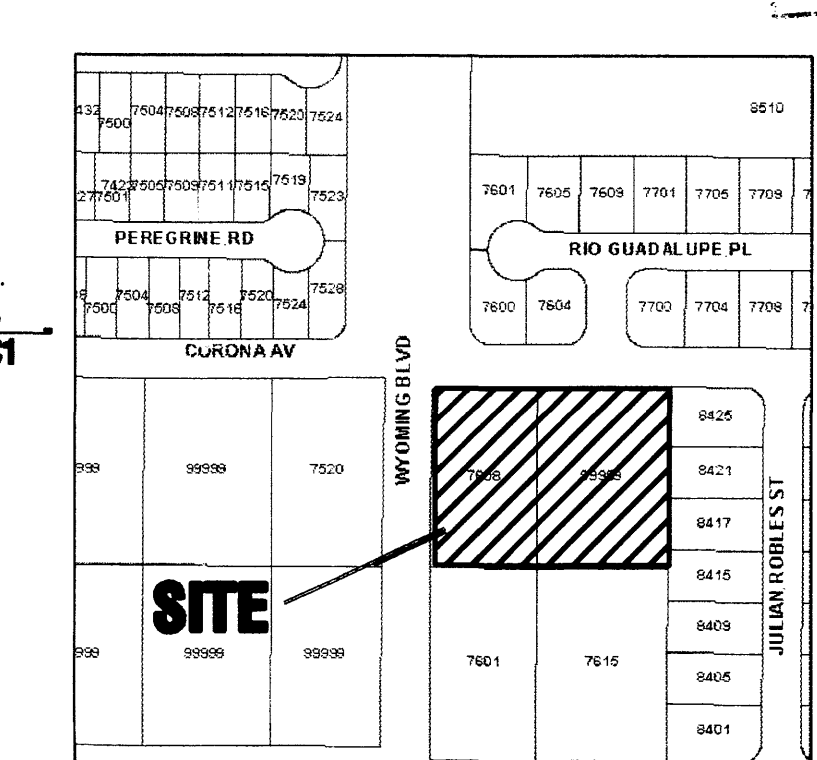 8510
7504 7508 7512 7516 7520 7524
7500
7601 7605 7609 7701 7705 7709
7519
7505 7509 7511 7515
7501
7523
PEREGRINE RD
RIO GUADALUPE PL
7528
7504 7512 7520
7500 7508 7516 7524
7600 7604 7700 7704 7708
CORONA AV
WYOMING BLVD
8425
99999 7520
99999
8421
8417
JULIAN ROBLES ST
8415
SITE
8409
99999 99999 7601 7615
8405
8401